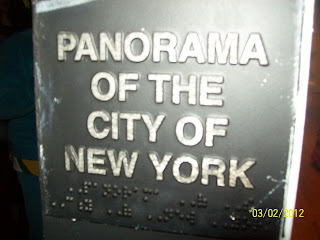 PANORAMA
OF THE
CITY OF
NEW YORK
03/02/2012